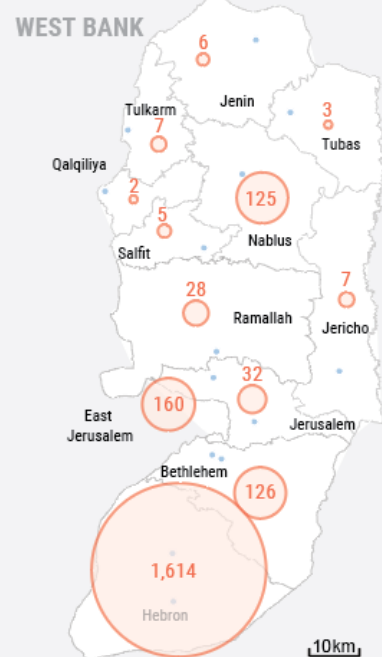 WEST BANK
6
Jenin
3
Tubas
Tulkarm
7
Qalqiliya
2
125
Nablus
5
Salfit
28
Ramallah
7
Jericho
32
Jerusalem
160
East
Jerusalem
Bethlehem
126
1,614
Hebron
10km